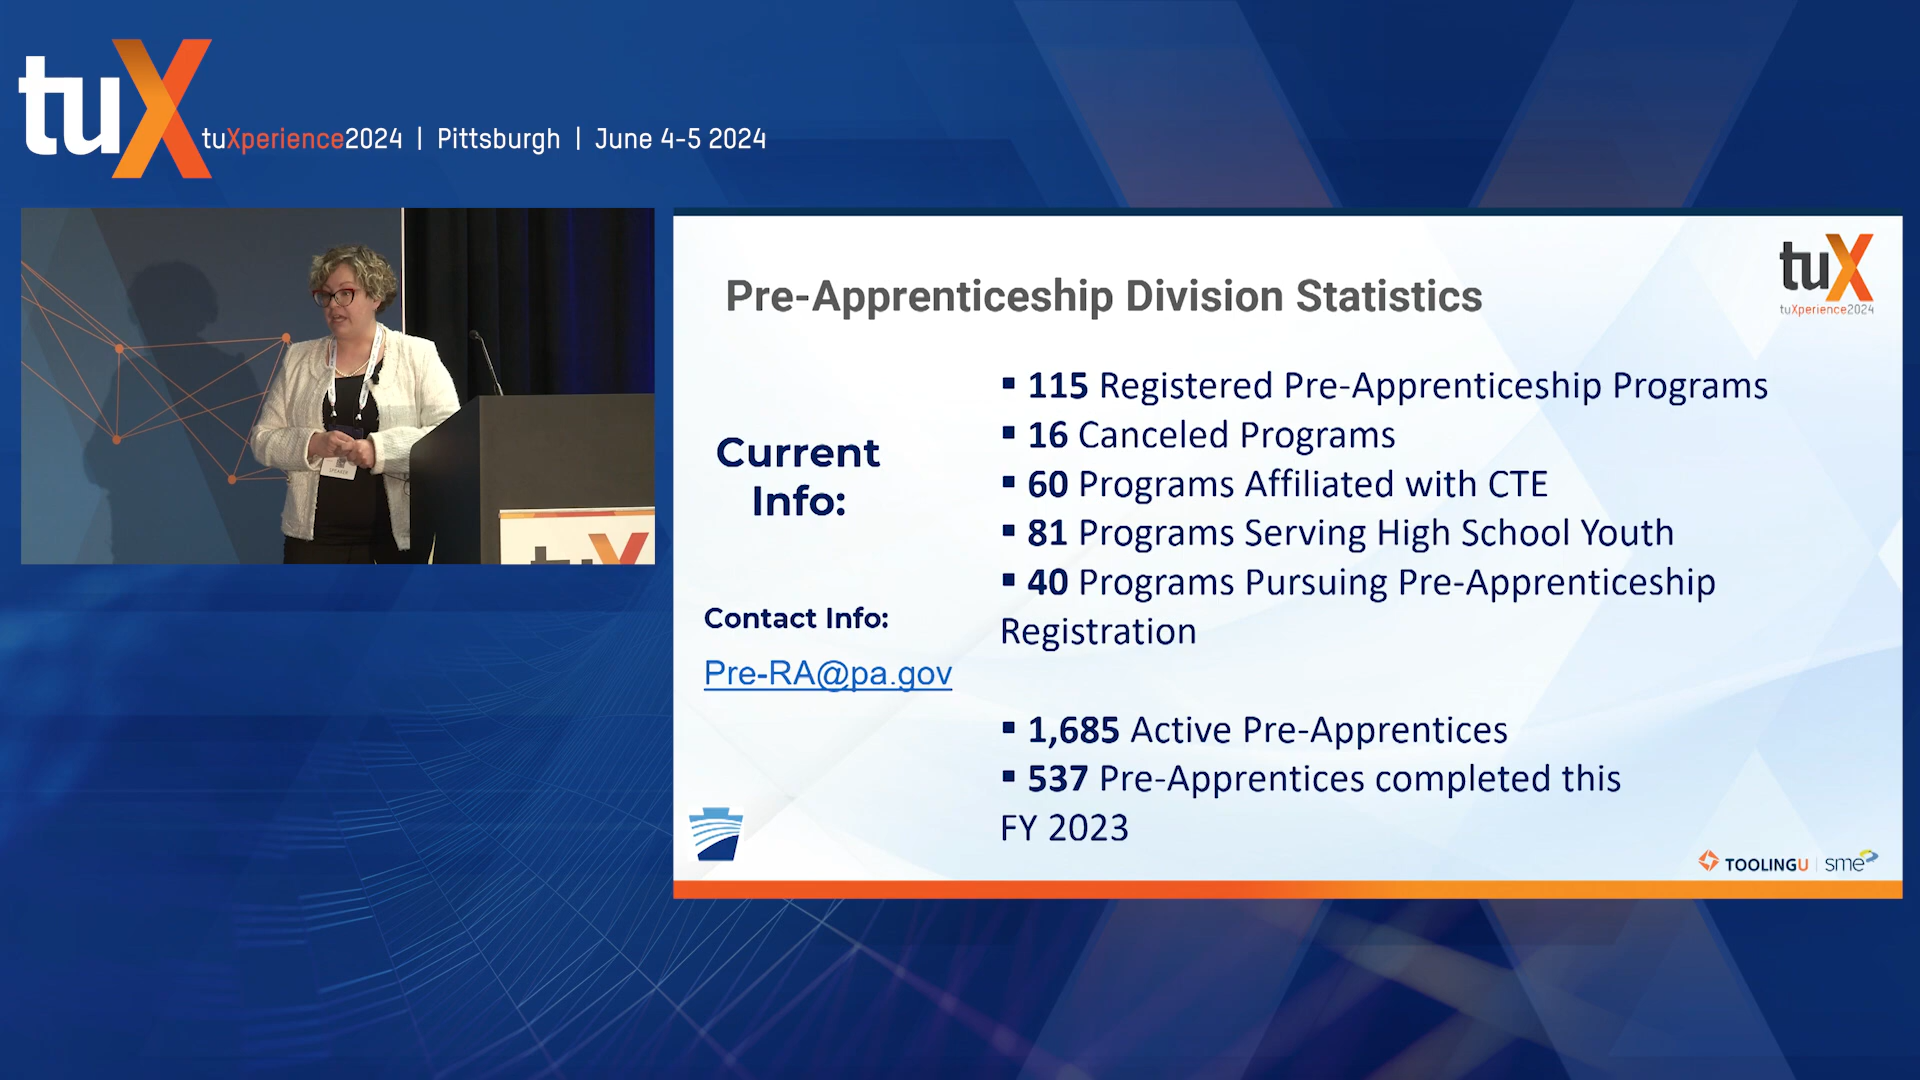 tuX
tuXperience2024 | Pittsburgh | June 4-5 2024
SPEAKER
tuX
tuX
tuXperience2024
Pre-Apprenticeship Division Statistics
Current
Info:
Contact Info:
Pre-RA@pa.gov
▪ 115 Registered Pre-Apprenticeship Programs
▪ 16 Canceled Programs
▪ 60 Programs Affiliated with CTE
▪ 81 Programs Serving High School Youth
▪ 40 Programs Pursuing Pre-Apprenticeship
Registration
▪ 1,685 Active Pre-Apprentices
▪ 537 Pre-Apprentices completed this
FY 2023
TOOLINGU | sme